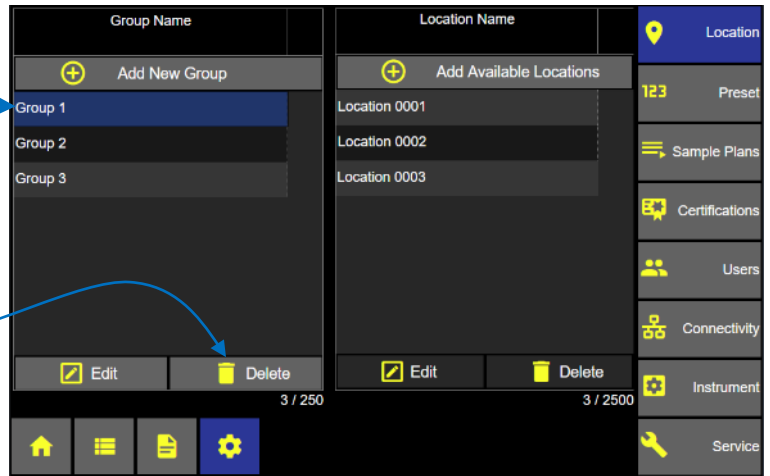 Group Name
Add New Group
Group 1
Group 2
Group 3
Edit
Delete
3 / 250
Location Name
Add Available Locations
Location 0001
Location 0002
Location 0003
Edit
Delete
3 / 2500
Location
123 Preset
Sample Plans
Certifications
Users
Connectivity
Instrument
Service